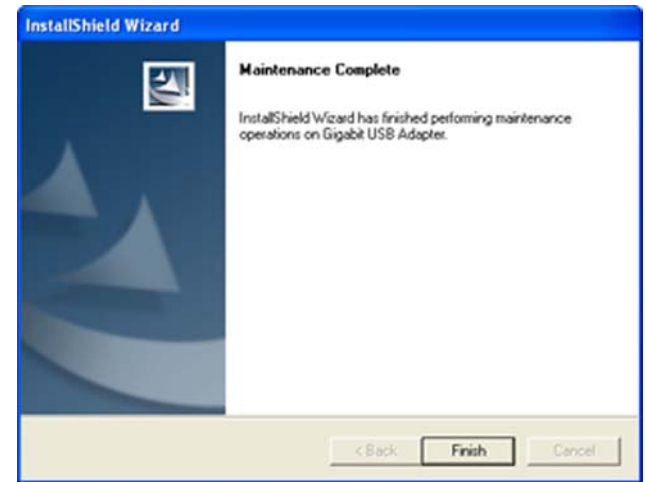 InstallShield Wizard
Maintenance Complete
InstallShield Wizard has finished performing maintenance
operations on Gigabit USB Adapter.
< Back
Finish
Cancel